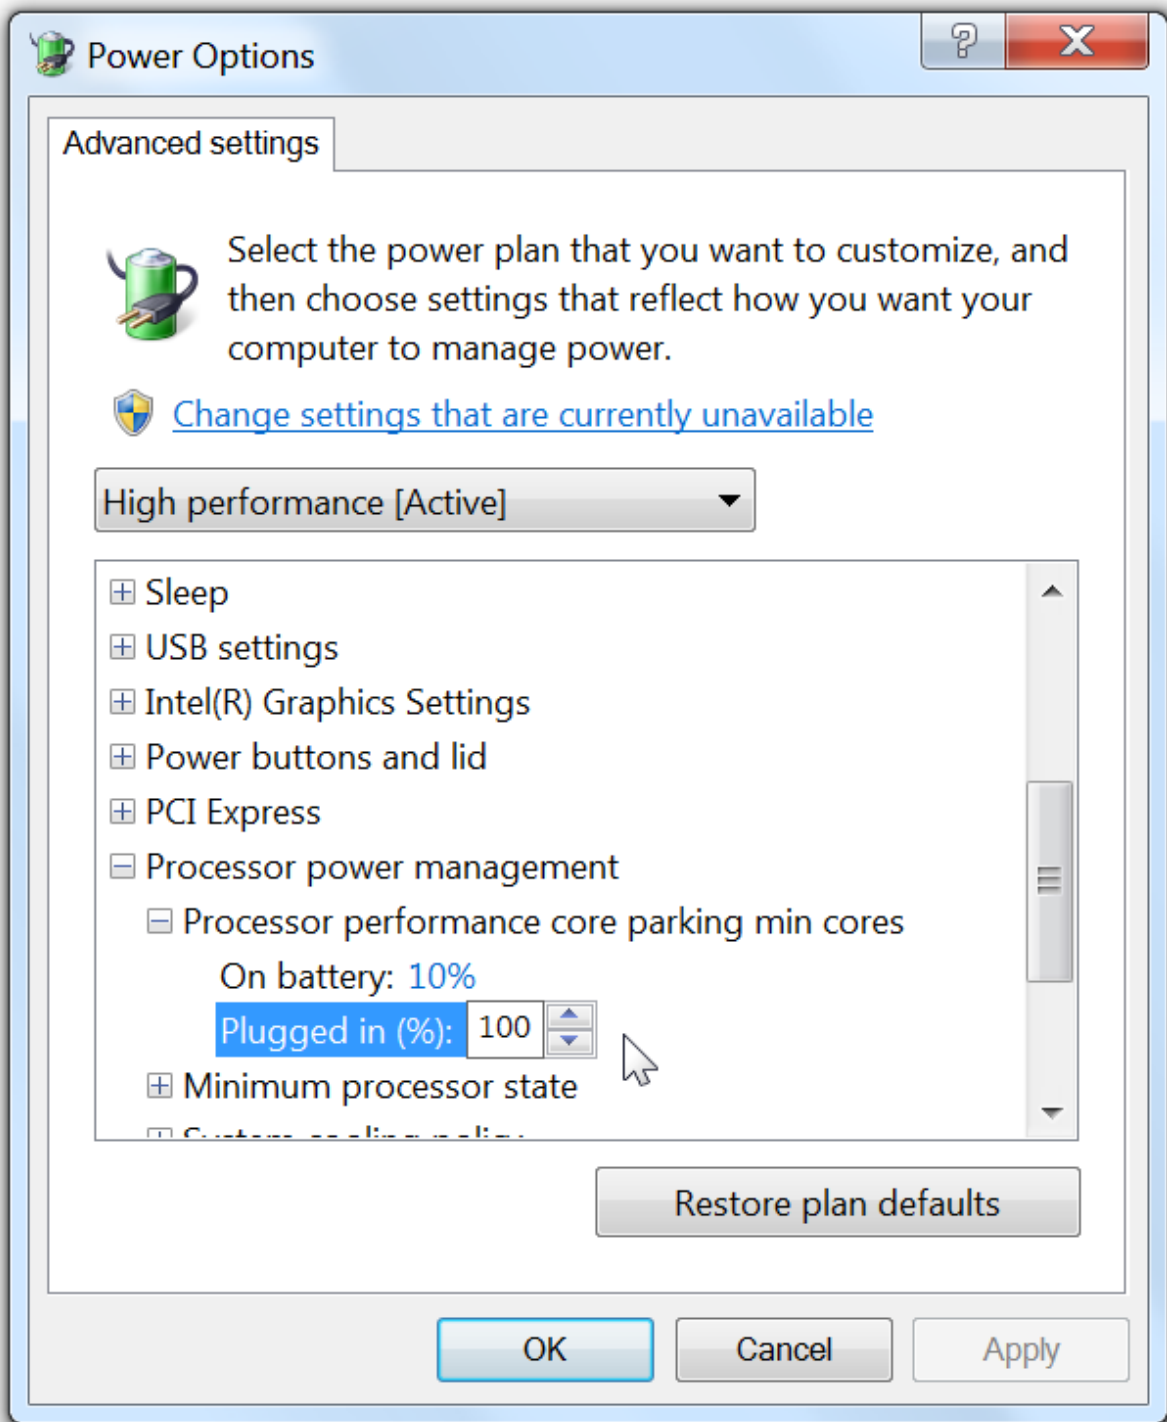 Power Options
Advanced settings
Select the power plan that you want to customize, and
then choose settings that reflect how you want your
computer to manage power.
Change settings that are currently unavailable
High performance [Active]
Sleep
USB settings
Intel(R) Graphics Settings
Power buttons and lid
PCI Express
Processor power management
Processor performance core parking min cores
On battery: 10%
Plugged in (%): 100
Minimum processor state
System cooling policy
Restore plan defaults
OK Cancel Apply